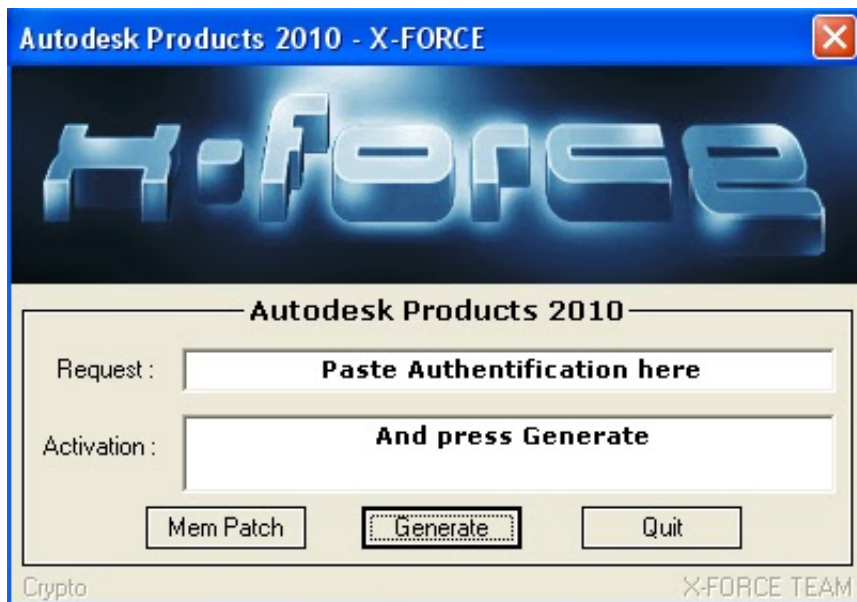 Autodesk Products 2010 - X-FORCE
x-force
Autodesk Products 2010
Request :
Paste Authentification here
Activation :
And press Generate
Mem Patch
Generate
Quit
Crypto
X-FORCE TEAM